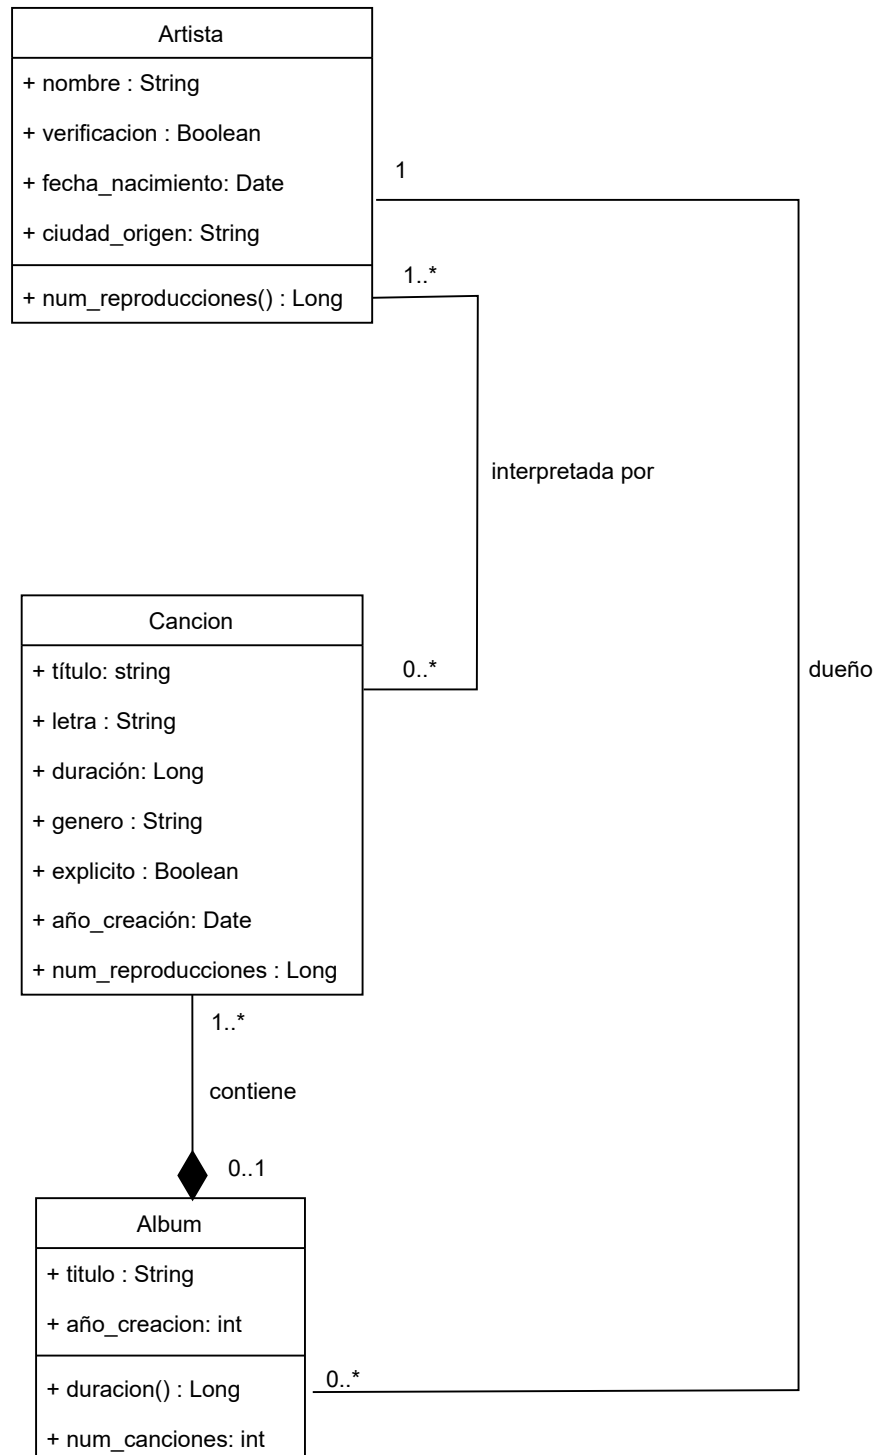 Artista
+ nombre : String
+ verificacion : Boolean
+ fecha_nacimiento: Date
+ ciudad_origen: String
+ num_reproducciones() : Long
1
1..*
interpretada por
dueño
Cancion
0..*
+ título: string
+ letra : String
+ duración: Long
+ genero : String
+ explicito : Boolean
+ año_creación: Date
+ num_reproducciones : Long
1..*
contiene
0..1
Album
+ titulo : String
+ año_creacion: int
0..*
+ duracion() : Long
+ num_canciones: int